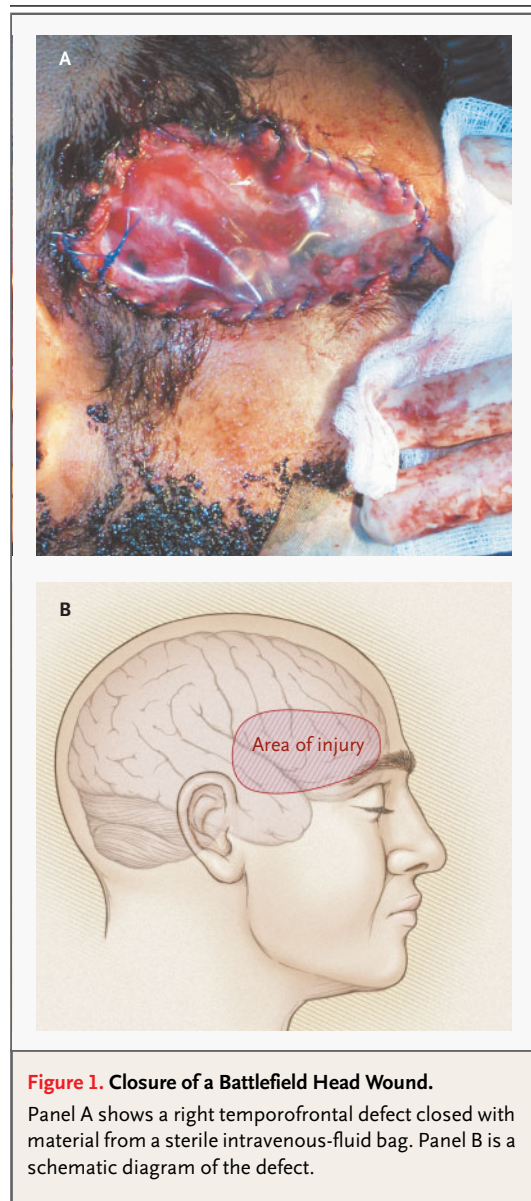 A
B
Area of injury
Figure 1. Closure of a Battlefield Head Wound.
Panel A shows a right temporofrontal defect closed with
material from a sterile intravenous-fluid bag. Panel B is a
schematic diagram of the defect.